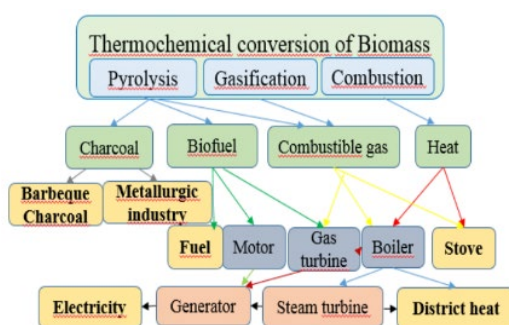 Thermochemical conversion of Biomass
Pyrolysis
Gasification
Combustion
Charcoal
Biofuel
Combustible gas
Heat
Barbeque
Charcoal
Metallurgic
industry
Fuel
Motor
Gas
turbine
Boiler
Stove
Electricity
Generator
Steam turbine
District heat